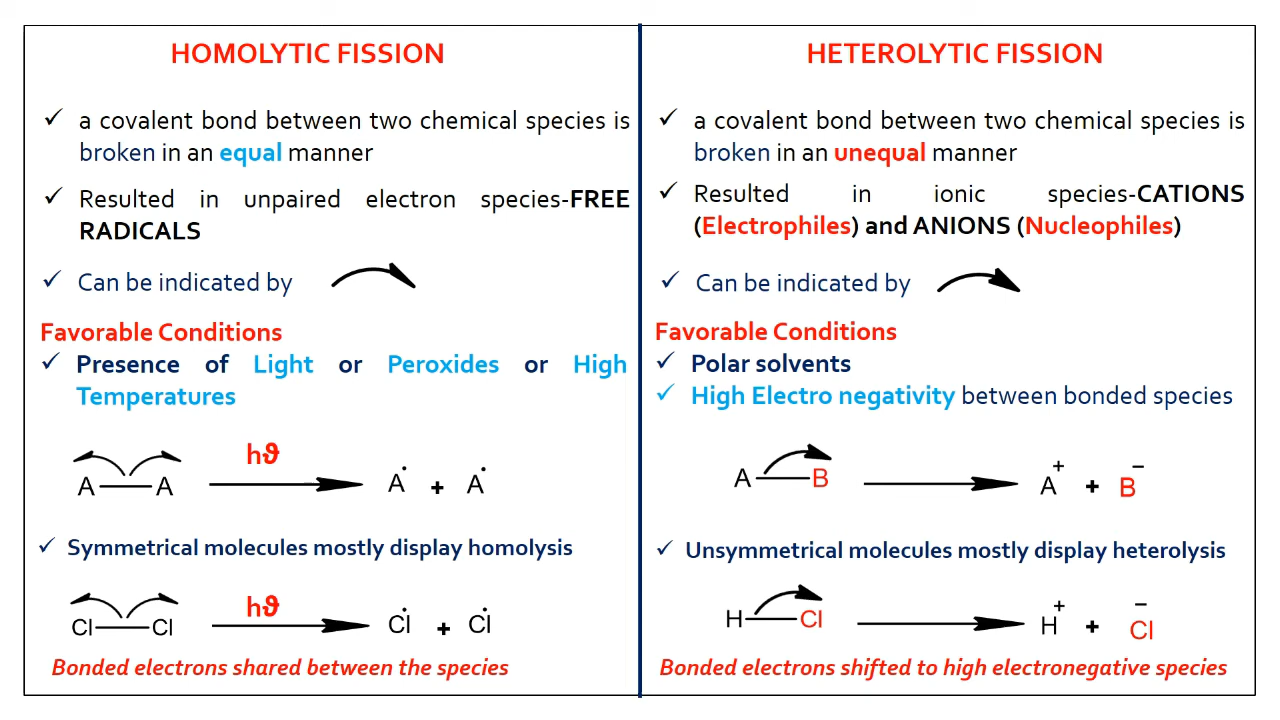 HOMOLYTIC FISSION
✓ a covalent bond between two chemical species is
broken in an equal manner
✓ Resulted in unpaired electron species-FREE
RADICALS
✓ Can be indicated by
Favorable Conditions
✓ Presence of Light or Peroxides or High
Temperatures
hϑ
A A A• + A•
✓ Symmetrical molecules mostly display homolysis
hϑ
Cl Cl Cl• + Cl•
Bonded electrons shared between the species
HETEROLYTIC FISSION
✓ a covalent bond between two chemical species is
broken in an unequal manner
✓ Resulted in ionic species-CATIONS
(Electrophiles) and ANIONS (Nucleophiles)
✓ Can be indicated by
Favorable Conditions
✓ Polar solvents
✓ High Electro negativity between bonded species
A B A+ + B−
✓ Unsymmetrical molecules mostly display heterolysis
H Cl H+ + Cl−
Bonded electrons shifted to high electronegative species